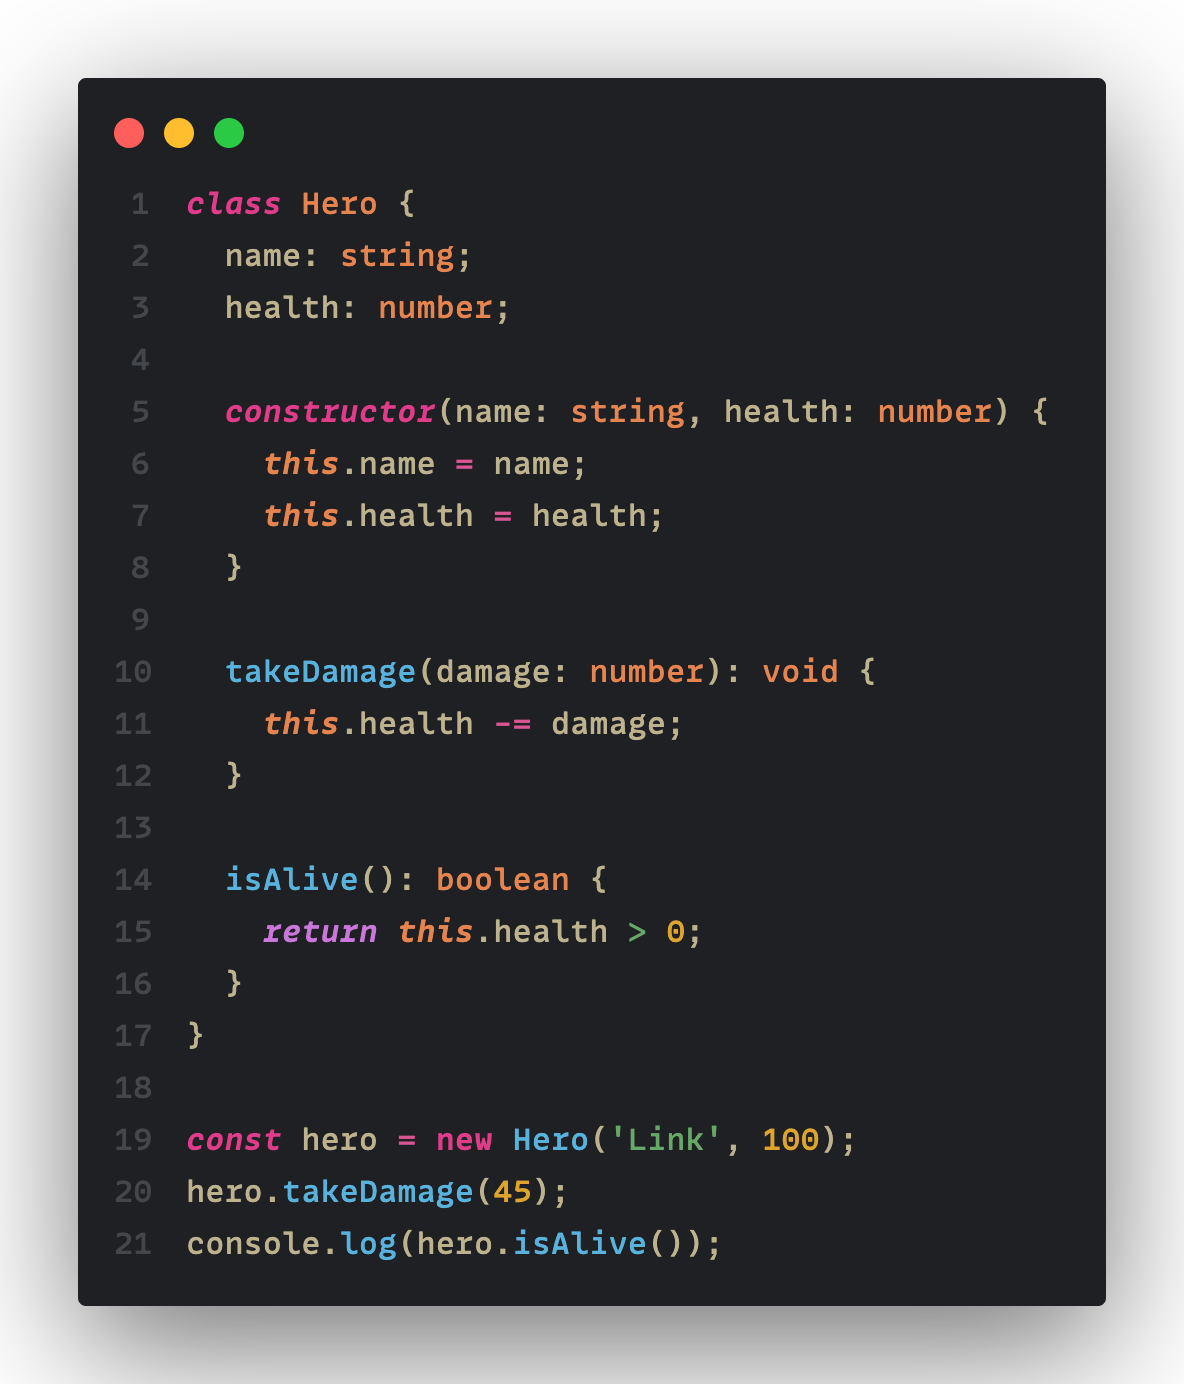 1 class Hero {
2   name: string;
3   health: number;
4
5   constructor(name: string, health: number) {
6     this.name = name;
7     this.health = health;
8   }
9
10   takeDamage(damage: number): void {
11     this.health -= damage;
12   }
13
14   isAlive(): boolean {
15     return this.health > 0;
16   }
17 }
18
19 const hero = new Hero('Link', 100);
20 hero.takeDamage(45);
21 console.log(hero.isAlive());